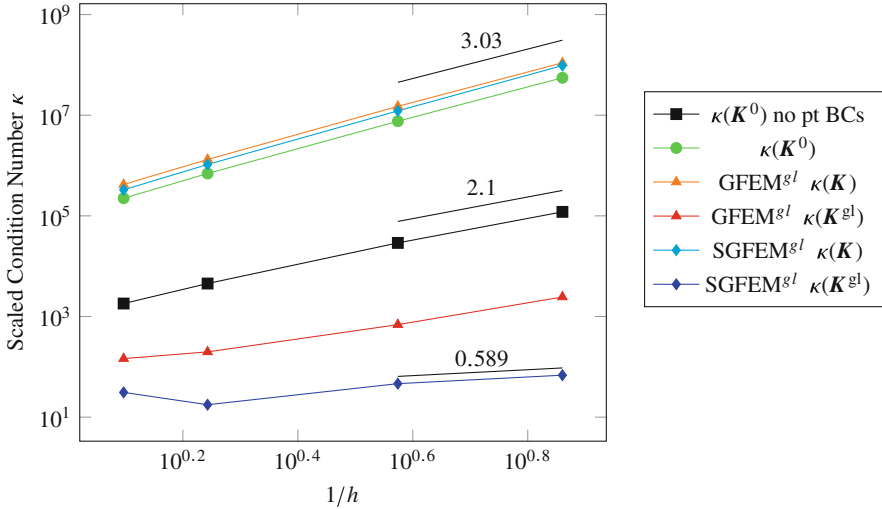 10^9
10^7
10^5
10^3
10^1
Scaled Condition Number κ
3.03
2.1
0.589
10^0.2
10^0.4
10^0.6
10^0.8
1/h
κ(K^0) no pt BCs
κ(K^0)
GFEM^gl κ(K)
GFEM^gl κ(K^gl)
SGFEM^gl κ(K)
SGFEM^gl κ(K^gl)